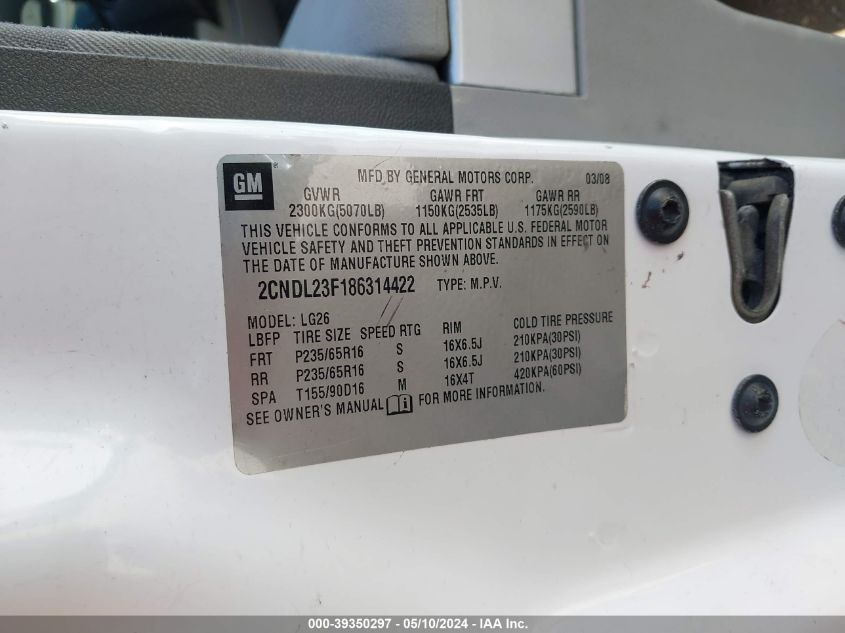 GM
MFD BY GENERAL MOTORS CORP. 03/08
GVWR GAWR FRT GAWR RR
2300KG(5070LB) 1150KG(2535LB) 1175KG(2590LB)
THIS VEHICLE CONFORMS TO ALL APPLICABLE U.S. FEDERAL MOTOR
VEHICLE SAFETY AND THEFT PREVENTION STANDARDS IN EFFECT ON
THE DATE OF MANUFACTURE SHOWN ABOVE.
2CNDL23F186314422 TYPE: M.P.V.
MODEL: LG26
LBFP TIRE SIZE SPEED RTG RIM COLD TIRE PRESSURE
FRT P235/65R16 S 16X6.5J 210KPA(30PSI)
RR P235/65R16 S 16X6.5J 210KPA(30PSI)
SPA T155/90D16 M 16X4T 420KPA(60PSI)
SEE OWNER'S MANUAL FOR MORE INFORMATION.
000-39350297 - 05/10/2024 - IAA Inc.